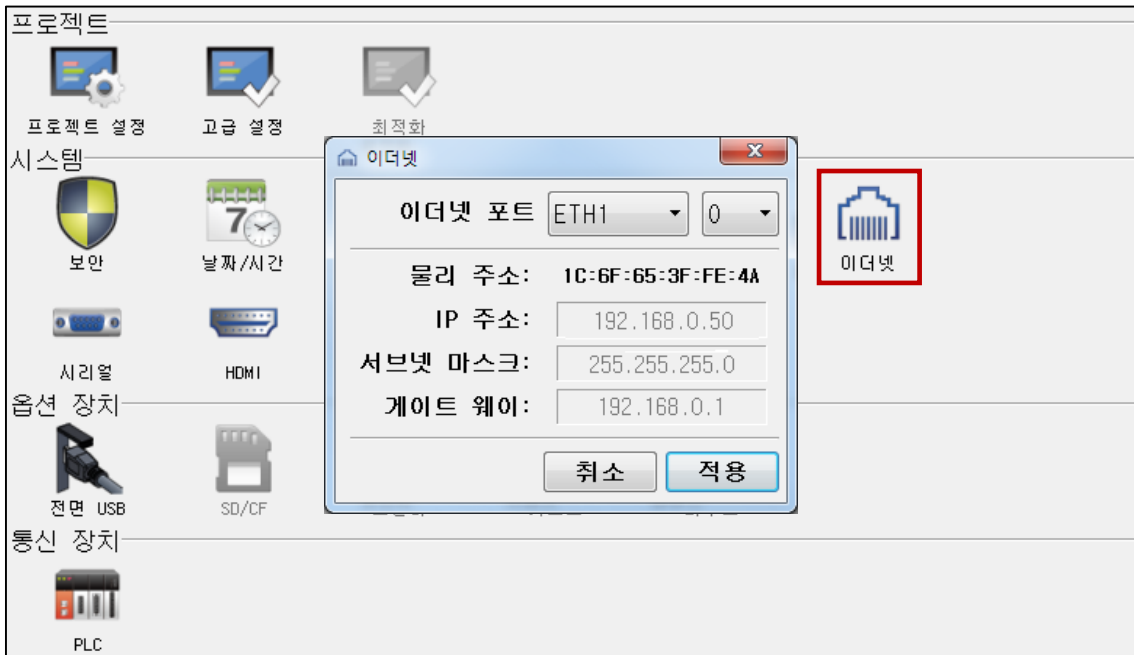 프로젝트
프로젝트 설정
고급 설정
최적화
시스템
보안
날짜/시간
이더넷
시리얼
HDMI
이더넷
이더넷 포트 ETH1 0
물리 주소: 1C:6F:65:3F:FE:4A
IP 주소: 192.168.0.50
서브넷 마스크: 255.255.255.0
게이트 웨이: 192.168.0.1
취소 적용
옵션 장치
전면 USB
SD/CF
통신 장치
PLC